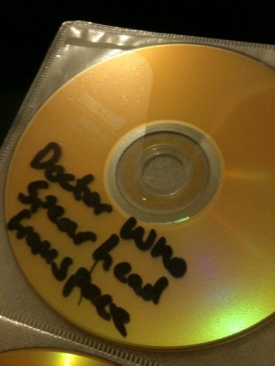 Doctor Who
Spear head
from space